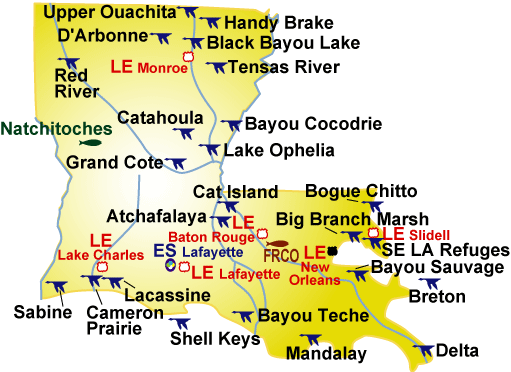 Upper Ouachita
Handy Brake
D'Arbonne
Black Bayou Lake
LE Monroe
Tensas River
Red
River
Catahoula
Bayou Cocodrie
Natchitoches
Lake Ophelia
Grand Cote
Cat Island
Bogue Chitto
Atchafalaya
LE
Baton Rouge
Big Branch Marsh
LE Slidell
LE
Lake Charles
ES Lafayette
FRCO
LE
New
Orleans
SE LA Refuges
LE Lafayette
Bayou Sauvage
Lacassine
Breton
Sabine
Cameron
Prairie
Bayou Teche
Shell Keys
Mandalay
Delta